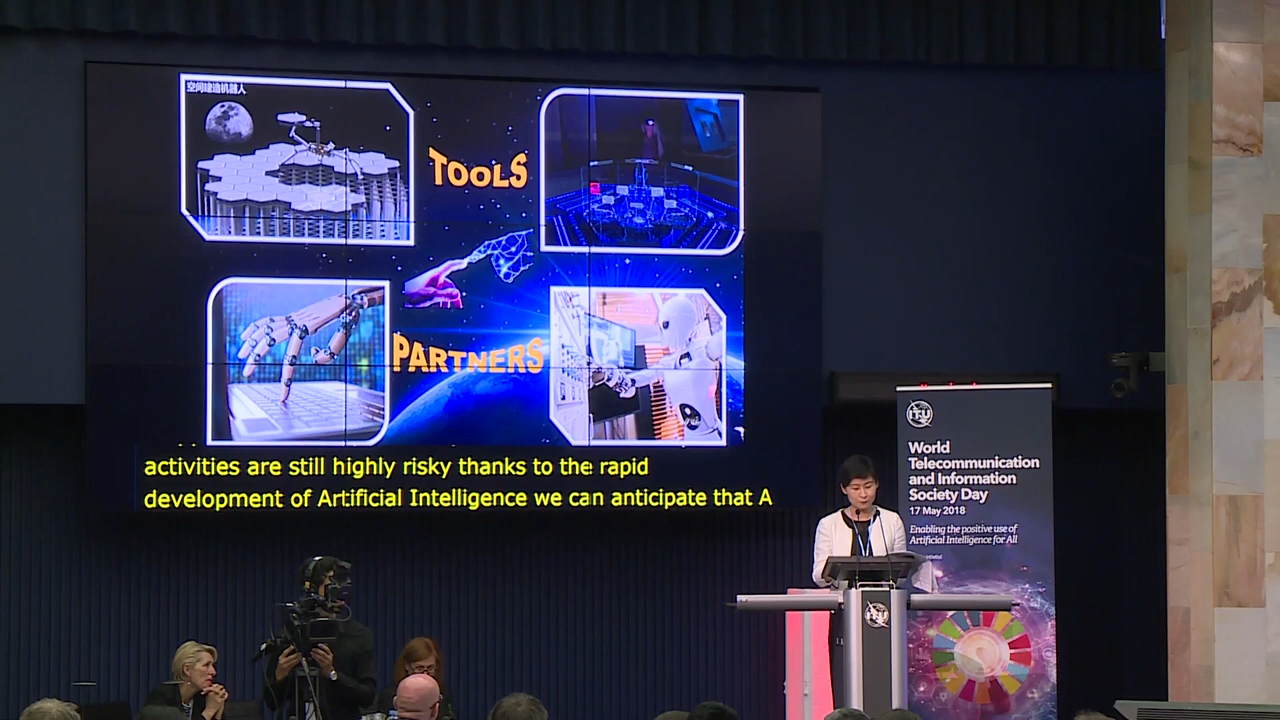 空间建造机器人
TOOLS
PARTNERS
activities are still highly risky thanks to the rapid
development of Artificial Intelligence we can anticipate that A
ITU
World
Telecommunication
and Information
Society Day
17 May 2018
Enabling the positive use of
Artificial Intelligence for All
ITU